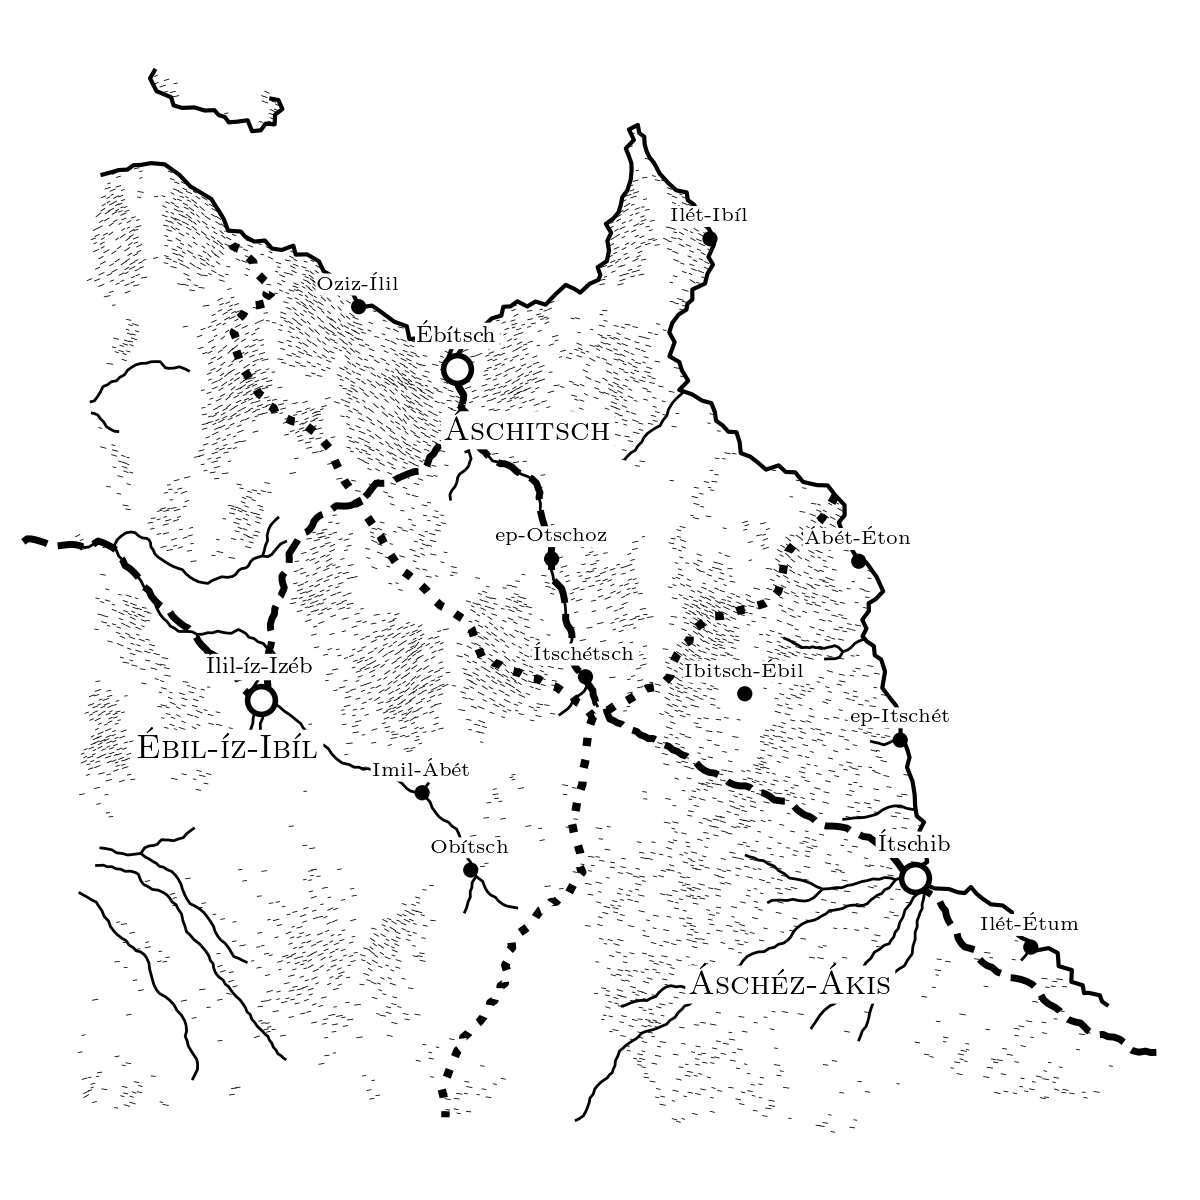 Ilét-Ibíl
Oziz-Ílil
Ébítsch
Áschitsch
ep-Otschoz
Ábét-Éton
Ítschétsch
Ilil-íz-Izéb
Ibitsch-Ébil
ep-Itschét
Ébil-íz-Ibíl
Imil-Ábét
Ítschib
Obítsch
Ilét-Étum
Áschéz-Ákis